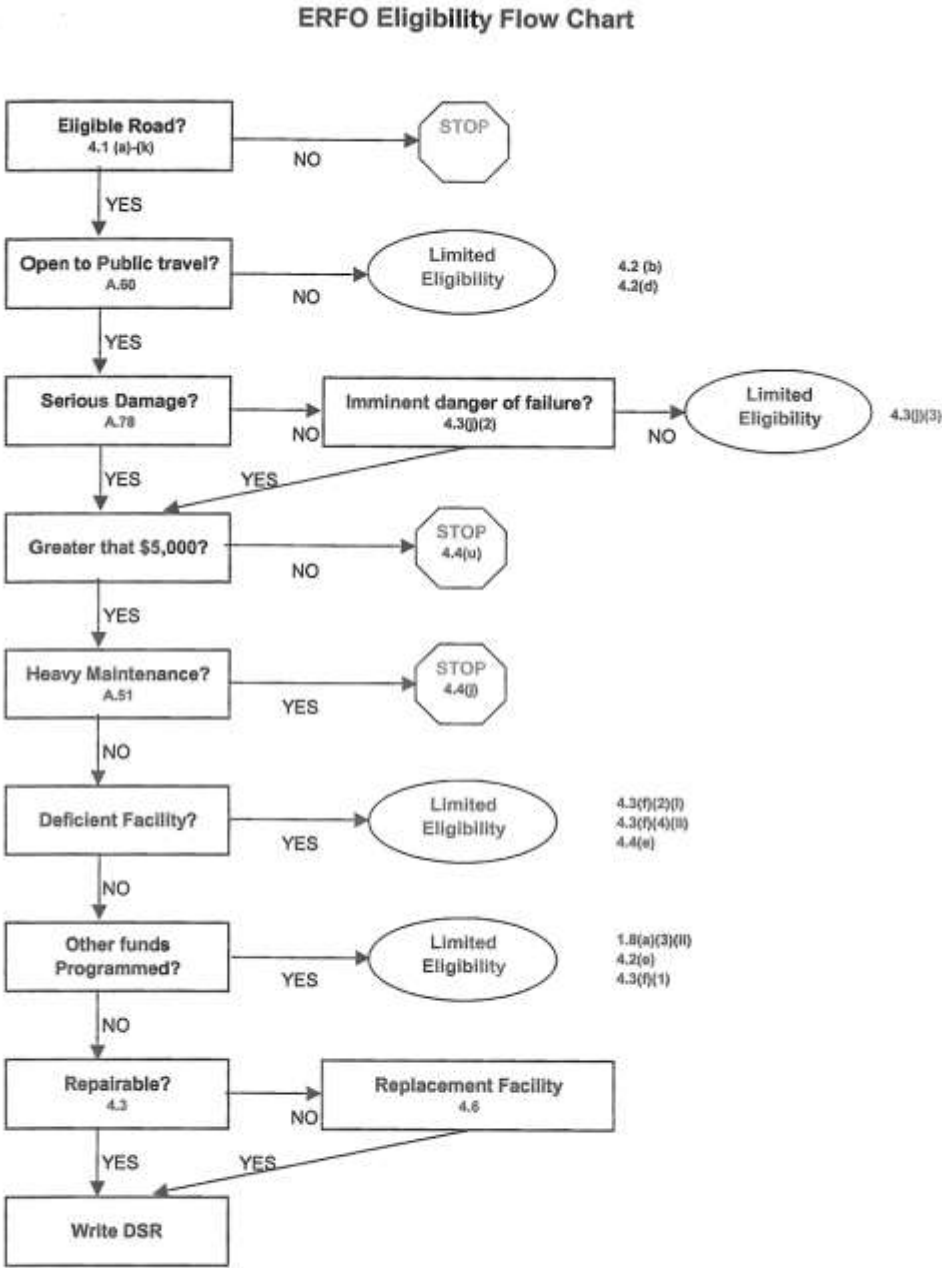 ERFO Eligibility Flow Chart
Eligible Road?
4.1 (a)-(k)
NO
STOP
YES
Open to Public travel?
A.60
NO
Limited
Eligibility
4.2 (b)
4.2(d)
YES
Serious Damage?
A.78
NO
Imminent danger of failure?
4.3(j)(2)
NO
Limited
Eligibility
4.3(j)(3)
YES
YES
Greater that $5,000?
NO
STOP
4.4(u)
YES
Heavy Maintenance?
A.51
YES
STOP
4.4(j)
NO
Deficient Facility?
YES
Limited
Eligibility
4.3(f)(2)(i)
4.3(f)(4)(ii)
4.4(e)
NO
Other funds
Programmed?
YES
Limited
Eligibility
1.8(a)(3)(ii)
4.2(e)
4.3(f)(1)
NO
Repairable?
4.3
NO
Replacement Facility
4.6
YES
YES
Write DSR